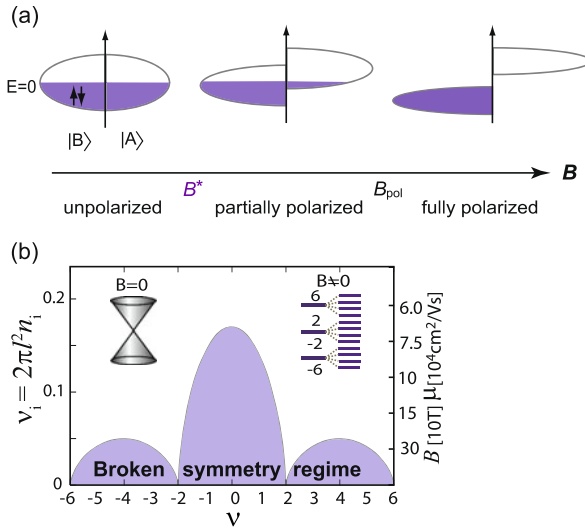 (a)
E=0
|B⟩ |A⟩
B
B* B_pol
unpolarized partially polarized fully polarized
(b)
B=0 B≠0
6
2
-2
-6
ν_i = 2πl²n_i
0.2
0.1
0
6.0
7.5
10
15
30
B [10T] μ[10⁴cm²/Vs]
Broken symmetry regime
-6 -5 -4 -3 -2 -1 0 1 2 3 4 5 6
ν